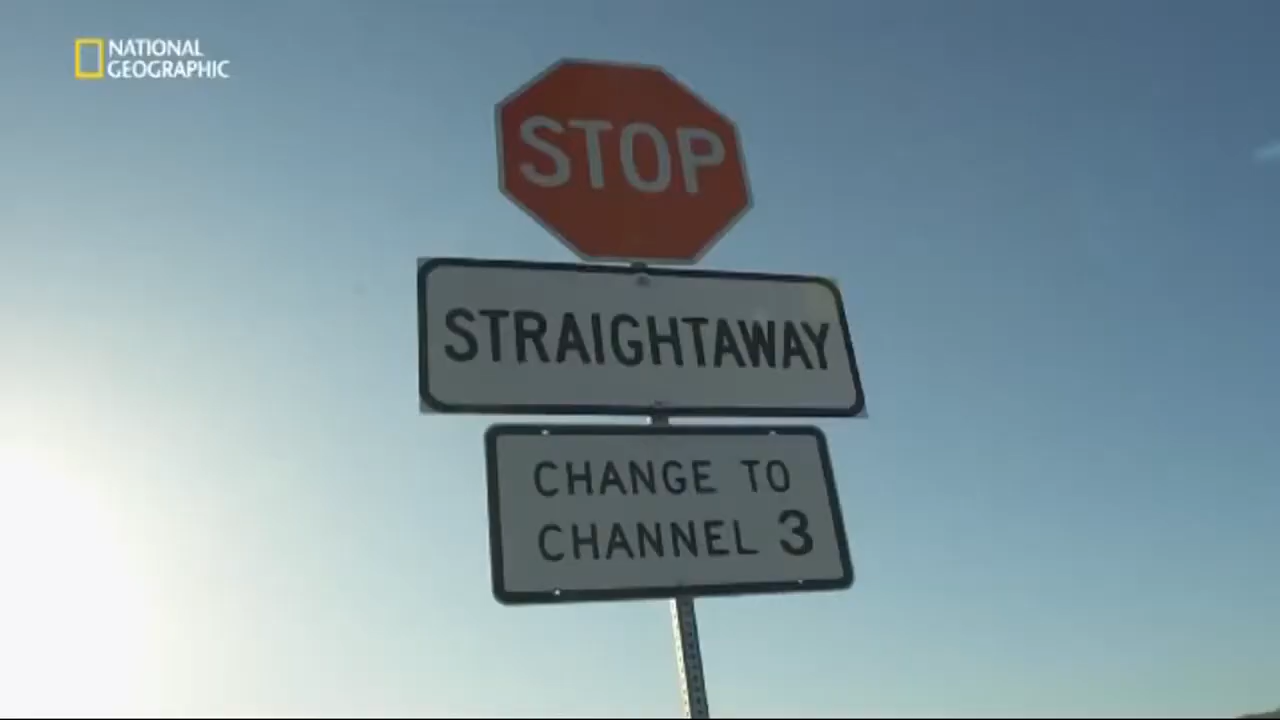 NATIONAL
GEOGRAPHIC
STOP
STRAIGHTAWAY
CHANGE TO
CHANNEL 3